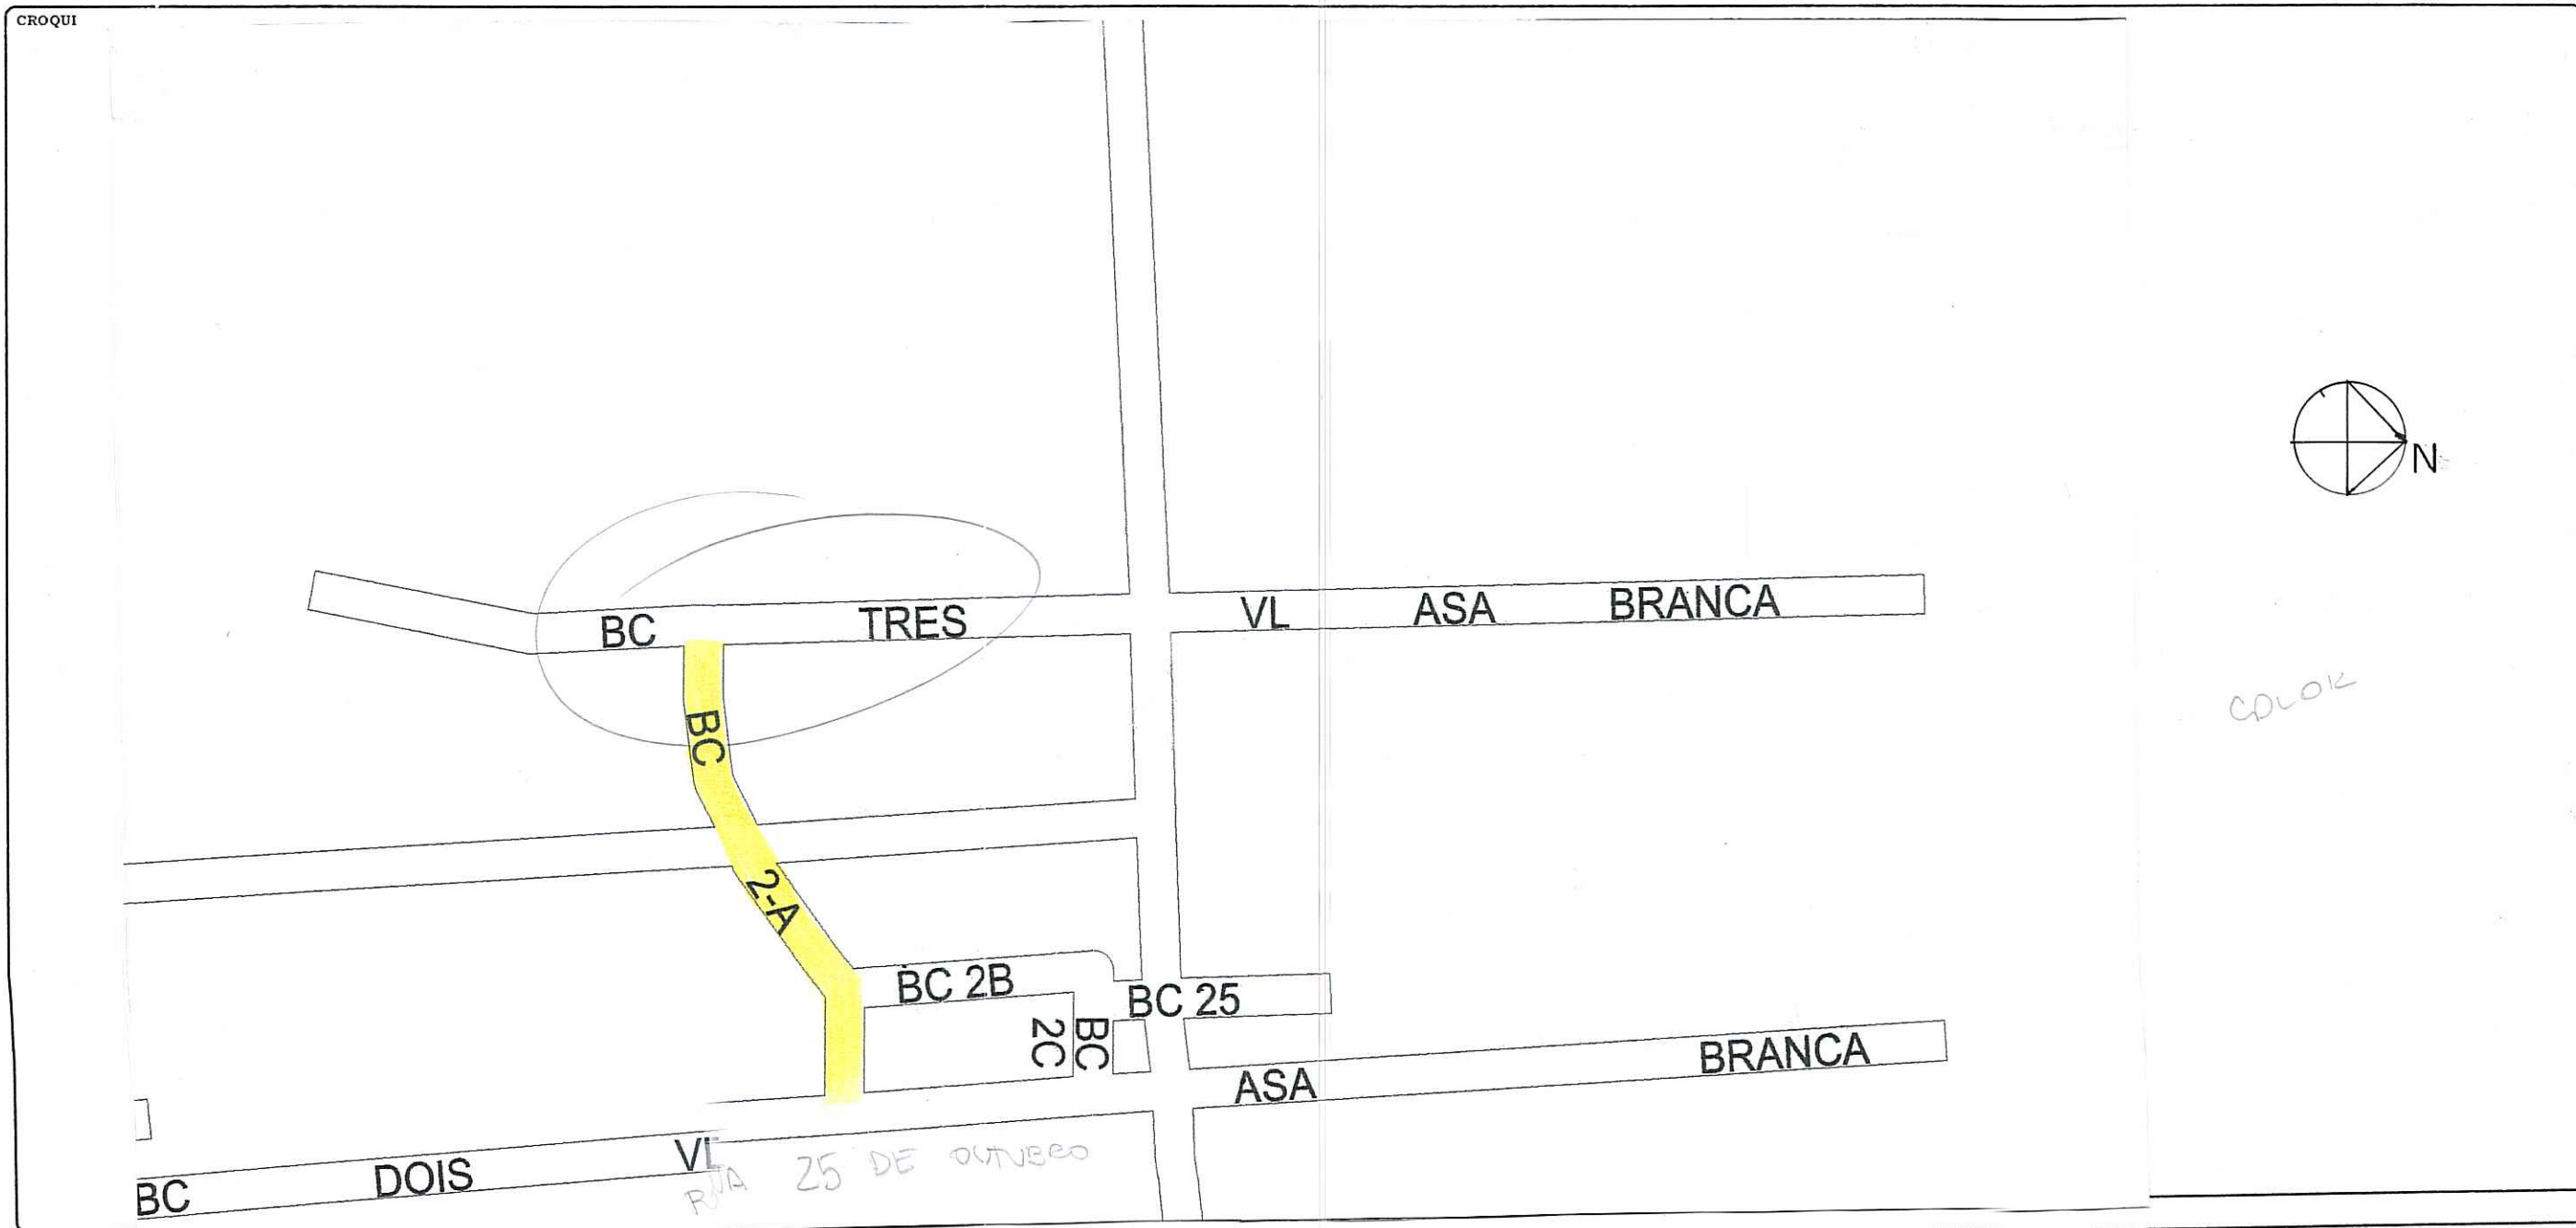 CROQUI
N
BC TRES VL ASA BRANCA
COLOR
BC 2-A
BC 2B
BC 25
BC 2C
BC DOIS VL ASA BRANCA
RUA 25 DE OUTUBRO